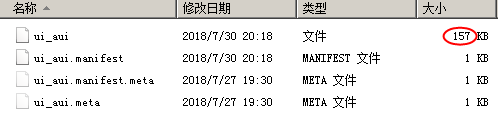 名称 修改日期 类型 大小
ui_aui 2018/7/30 20:18 文件 157 KB
ui_aui.manifest 2018/7/30 20:18 MANIFEST 文件 1 KB
ui_aui.manifest.meta 2018/7/27 19:30 META 文件 1 KB
ui_aui.meta 2018/7/27 19:30 META 文件 1 KB